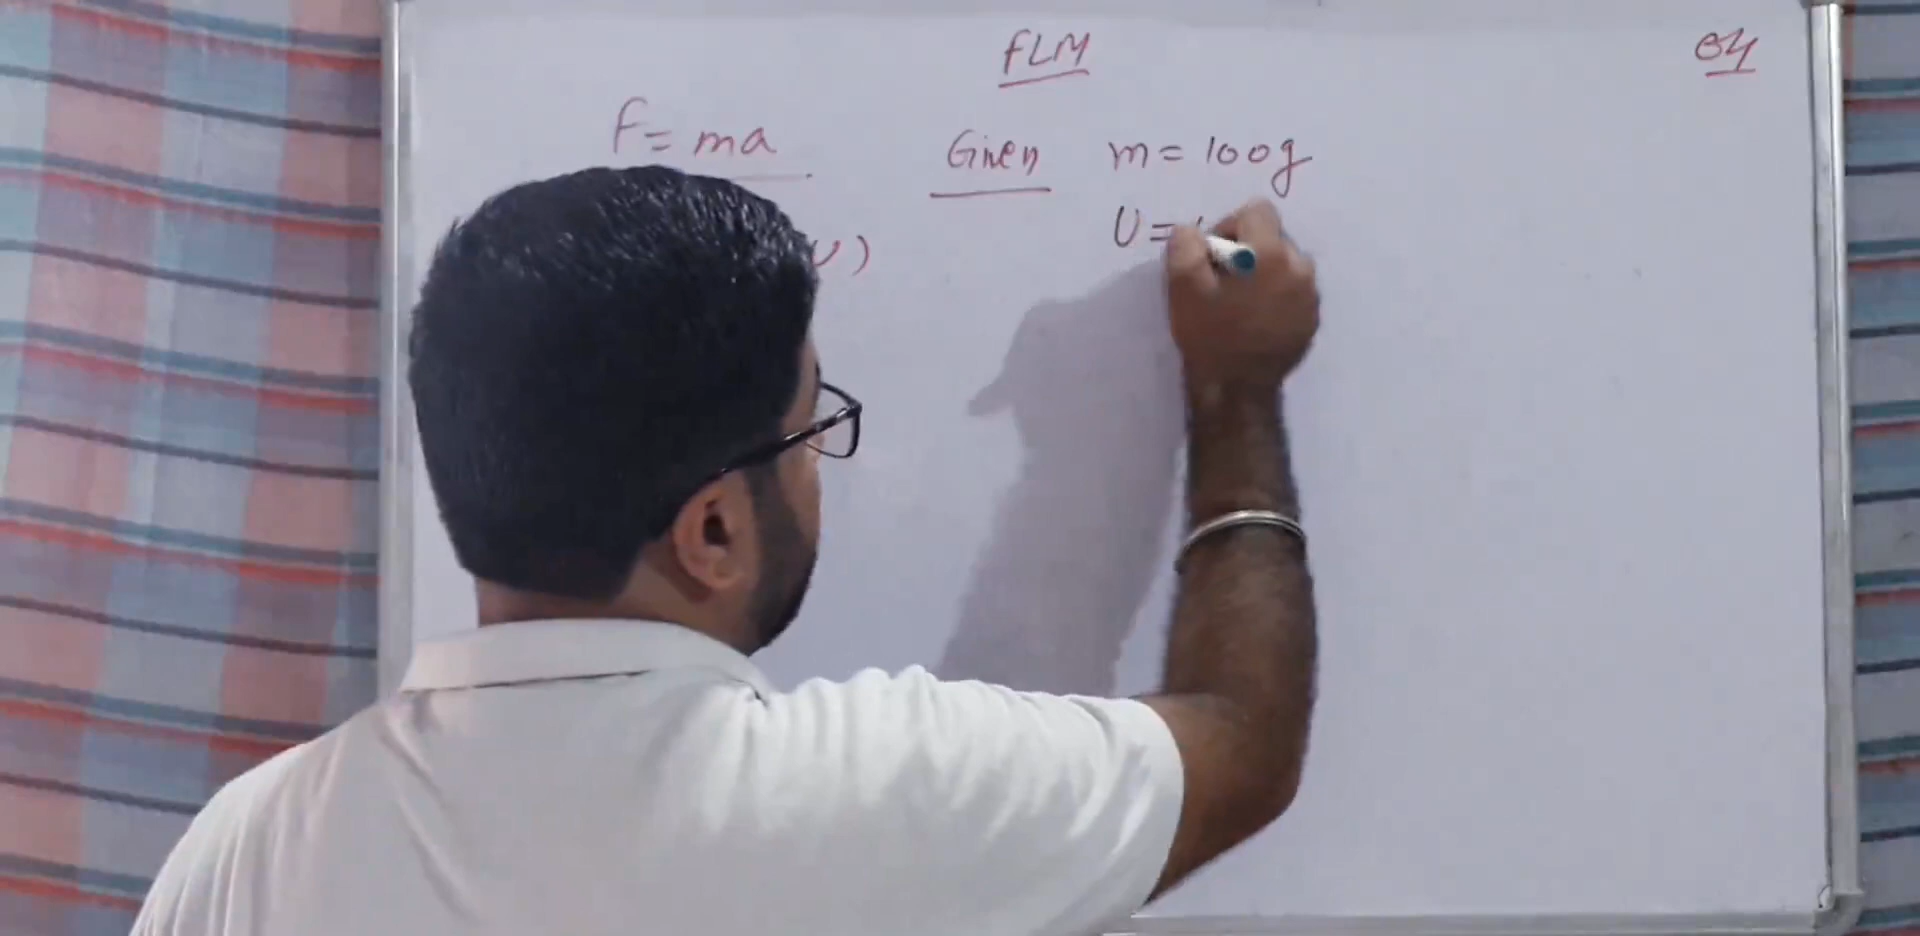 FLM
04
F = ma
Given m = 100g
U =
U)